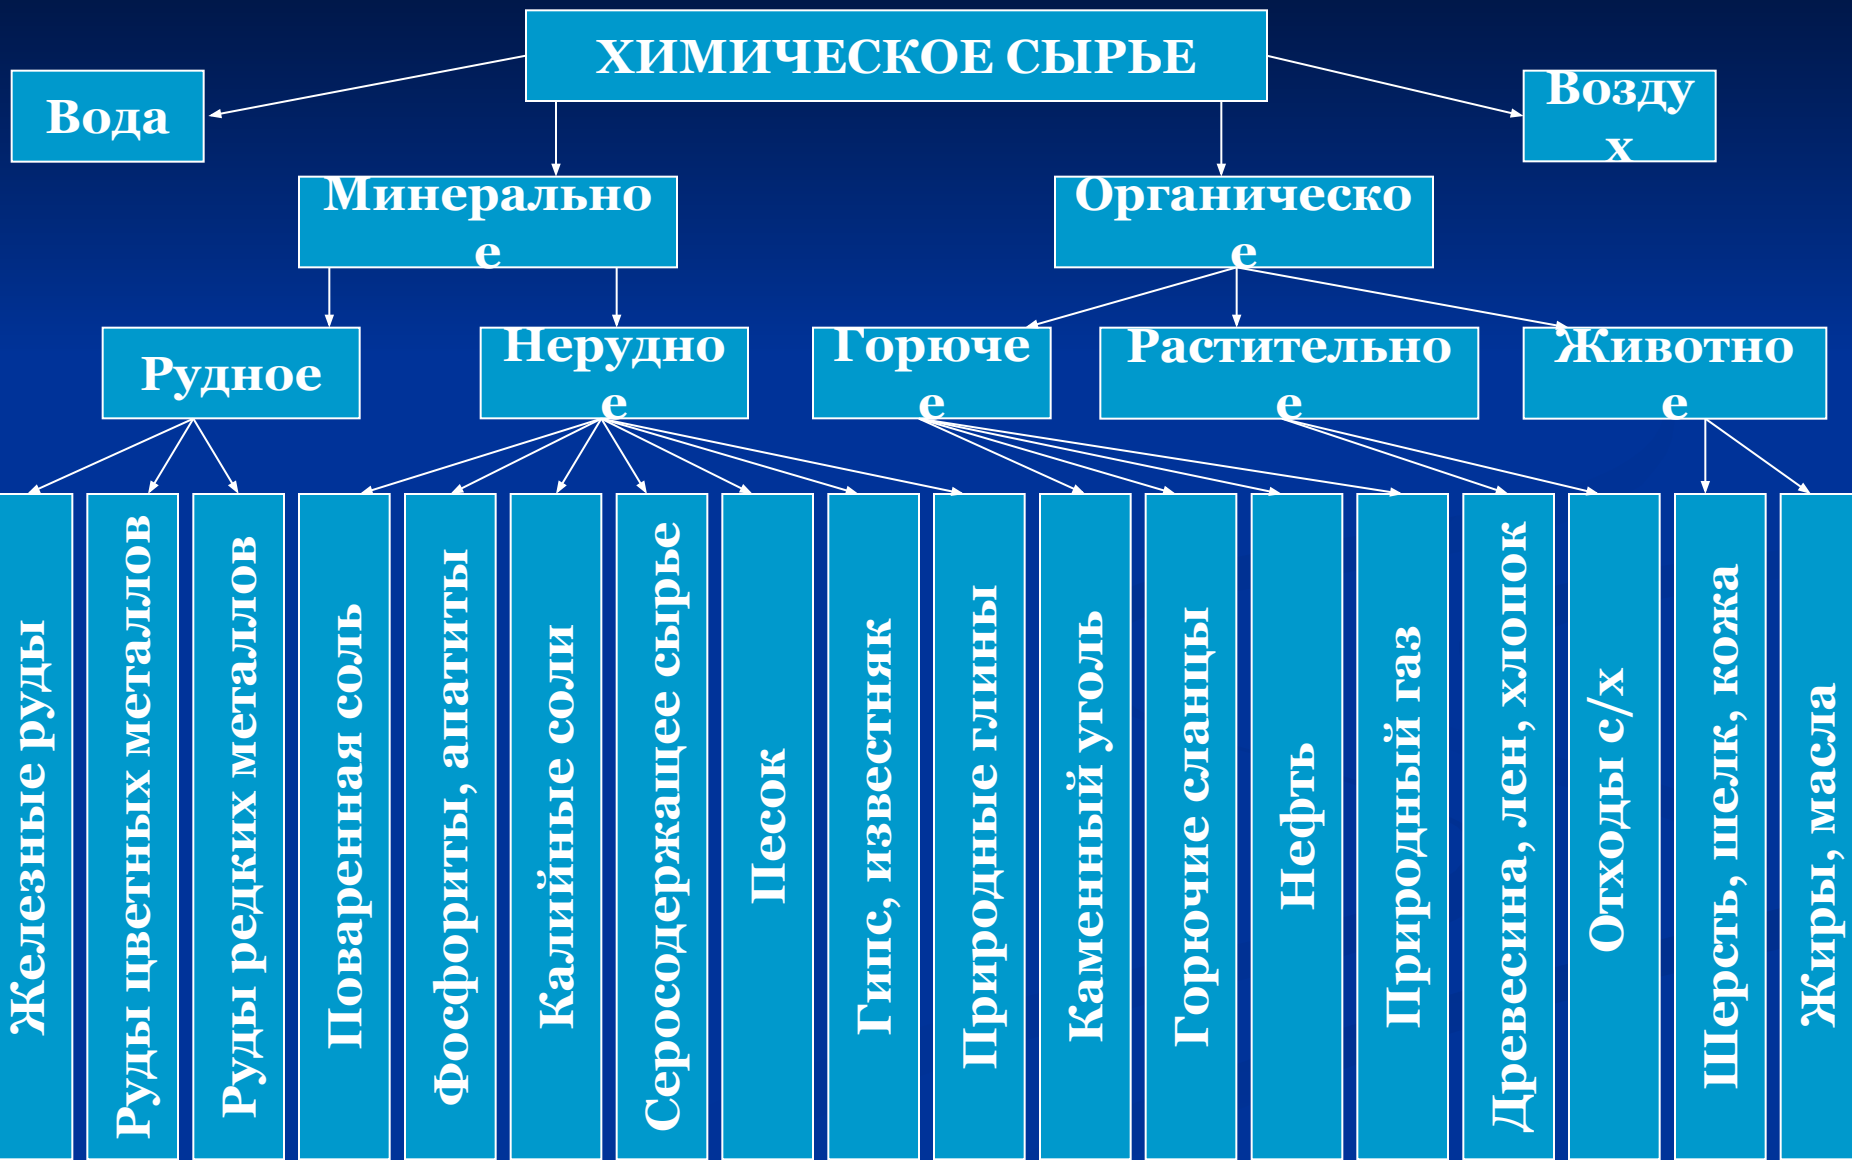 ХИМИЧЕСКОЕ СЫРЬЕ
Вода
Возду
х
Минерально
е
Органическо
е
Рудное
Нерудно
е
Горюче
е
Растительно
е
Животно
е
Железные руды
Руды цветных металлов
Руды редких металлов
Поваренная соль
Фосфориты, апатиты
Калийные соли
Серосодержащее сырье
Песок
Гипс, известняк
Природные глины
Каменный уголь
Горючие сланцы
Нефть
Природный газ
Древесина, лен, хлопок
Отходы с/х
Шерсть, шелк, кожа
Жиры, масла